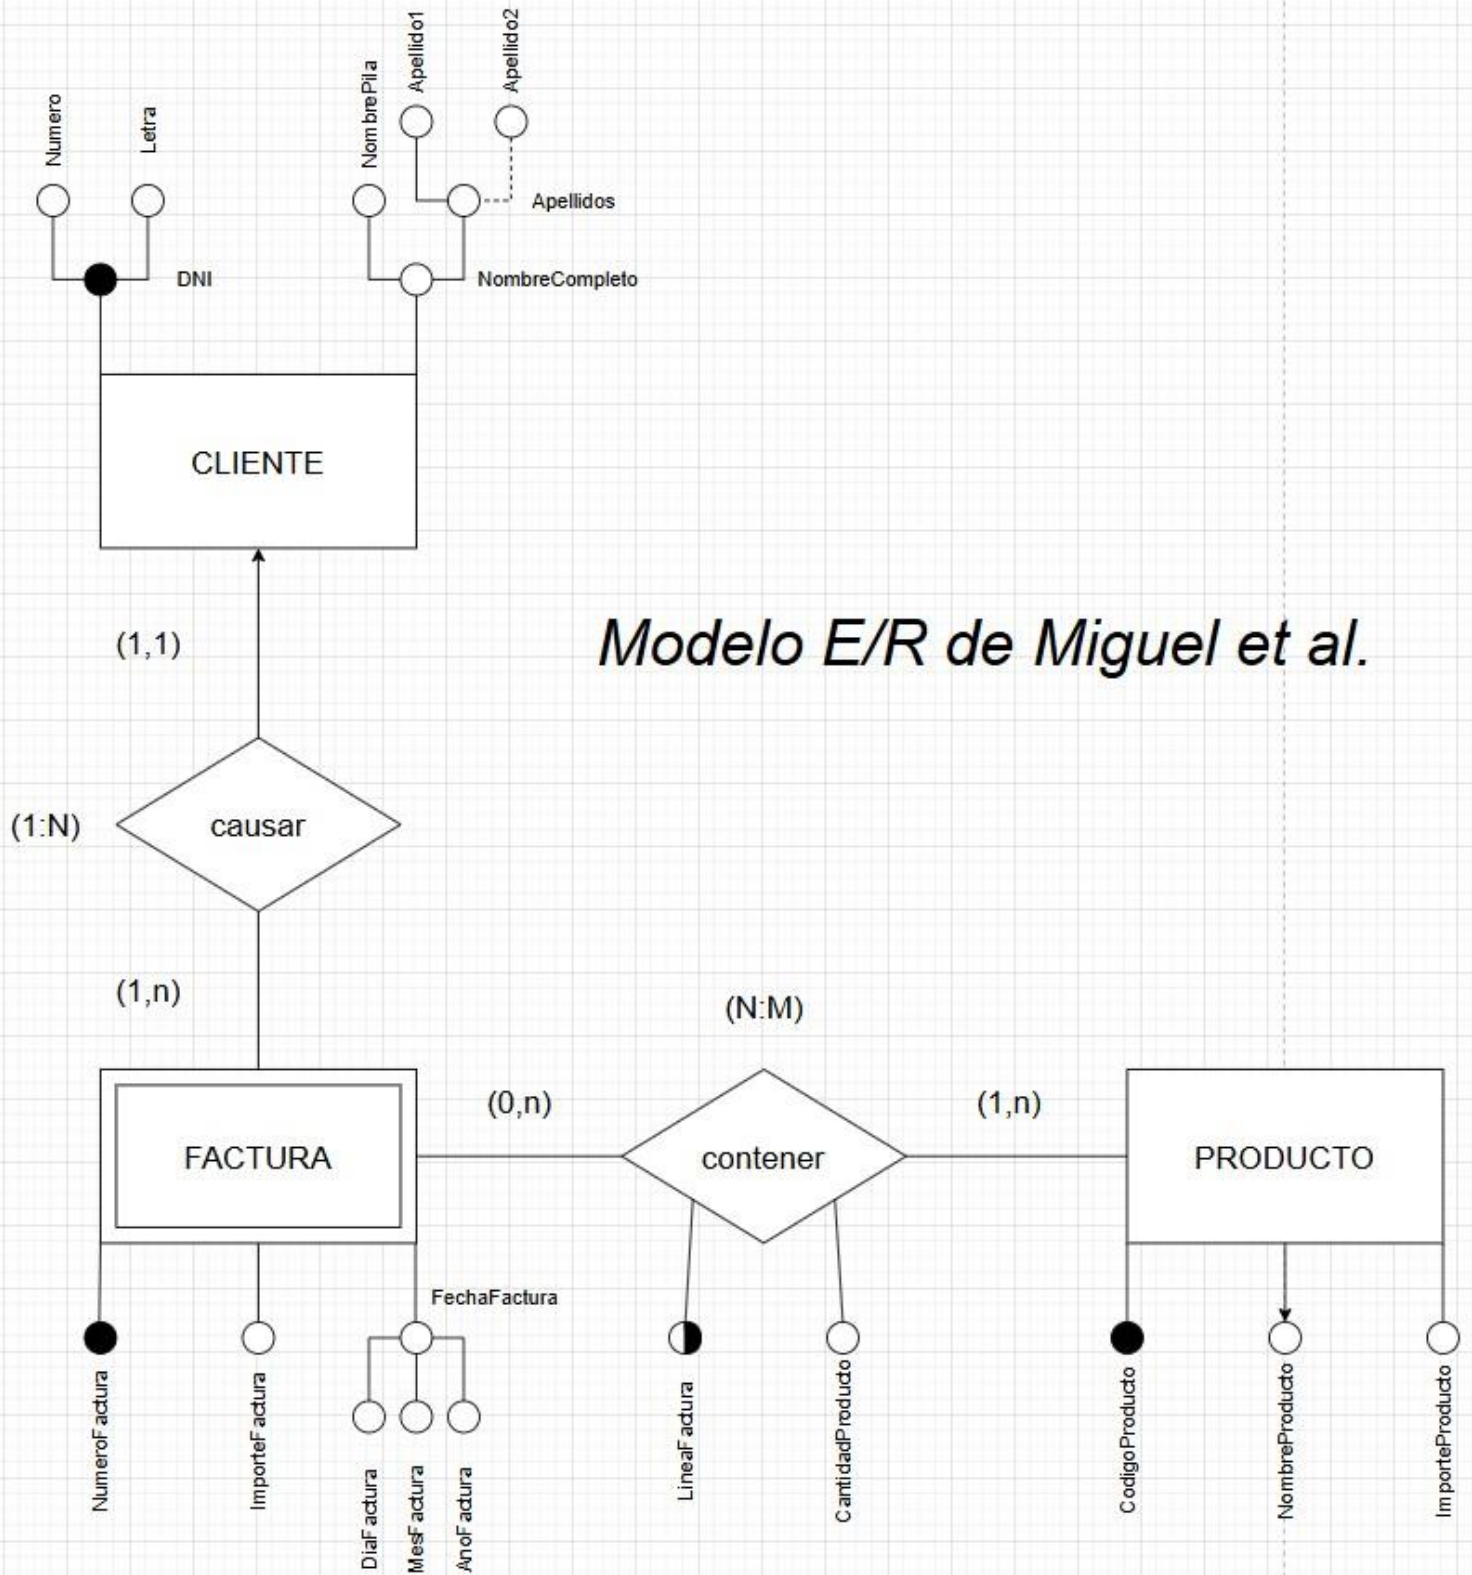 Numero
Letra
NombrePila
Apellido1
Apellido2
Apellidos
DNI
NombreCompleto
CLIENTE
(1,1)
Modelo E/R de Miguel et al.
(1:N)
causar
(1,n)
(N:M)
FACTURA
(0,n)
contener
(1,n)
PRODUCTO
FechaFactura
NumeroFactura
ImporteFactura
DiaFactura
MesFactura
AnoFactura
LineaFactura
CantidadProducto
CodigoProducto
NombreProducto
ImporteProducto